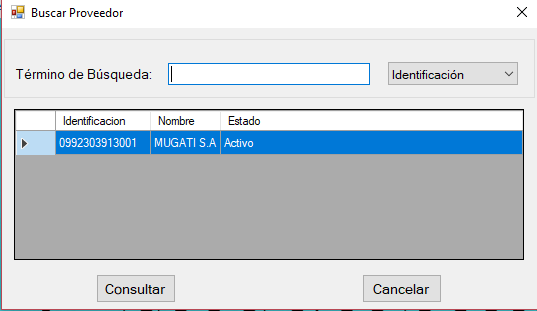 Buscar Proveedor
Término de Búsqueda: Identificación
Identificacion Nombre Estado
0992303913001 MUGATI S.A Activo
Consultar Cancelar